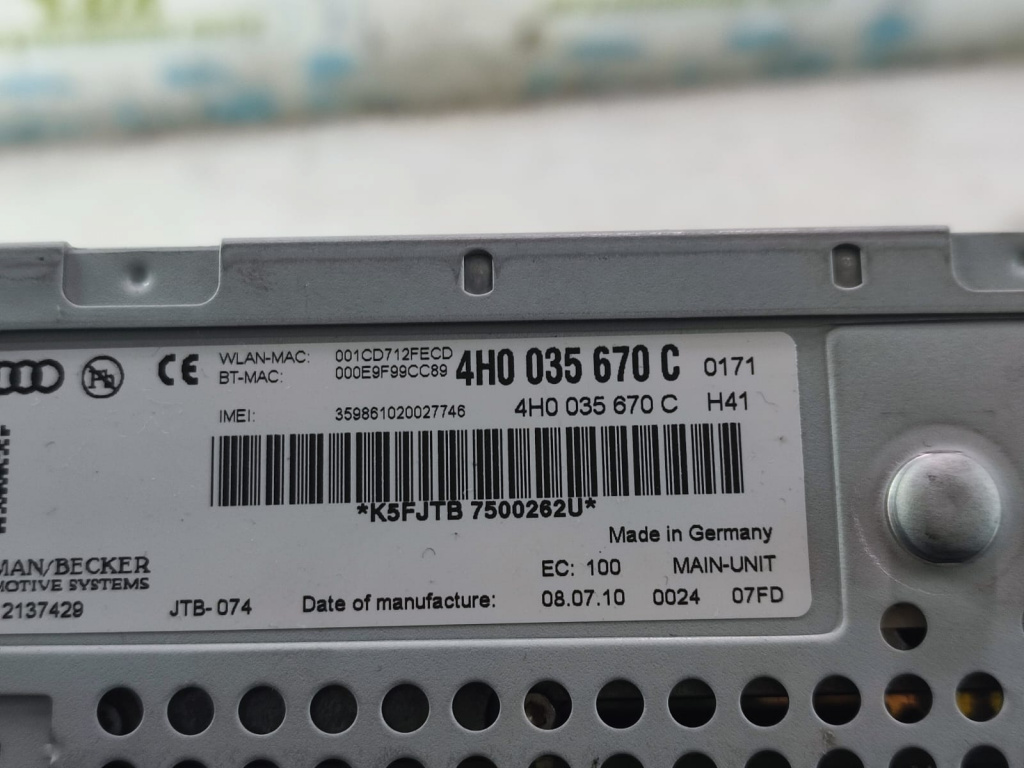 WLAN-MAC: 001CD712FECD 4H0 035 670 C 0171
BT-MAC: 000E9F99CC89
IMEI: 359861020027746 4H0 035 670 C H41
*K5FJTB 7500262U*
Made in Germany
MAN/BECKER EC: 100 MAIN-UNIT
MOTIVE SYSTEMS
2137429 JTB-074 Date of manufacture: 08.07.10 0024 07FD